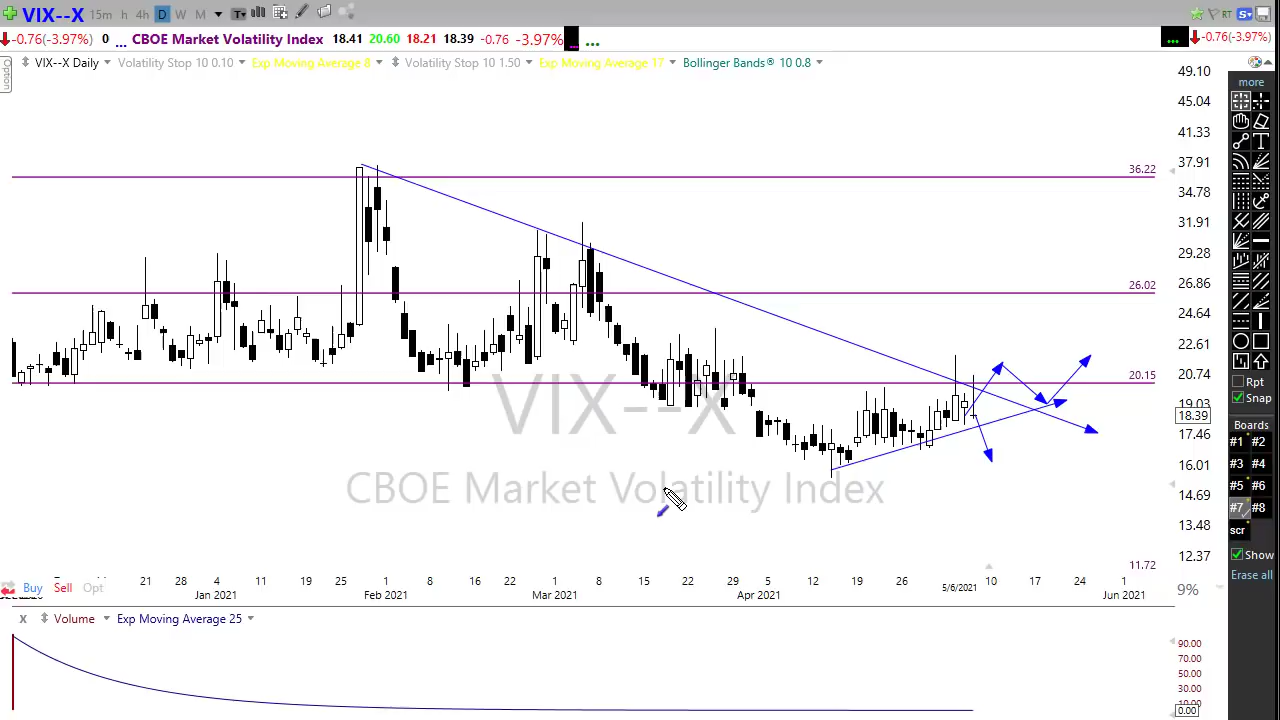 VIX--X 15m h 4h D W M T RT S
-0.76(-3.97%) 0 ... CBOE Market Volatility Index 18.41 20.60 18.21 18.39 -0.76 -3.97% ... ... -0.76(-3.97%)
Option VIX--X Daily Volatility Stop 10 0.10 Exp Moving Average 8 Volatility Stop 10 1.50 Exp Moving Average 17 Bollinger Bands® 10 0.8
49.10
more
45.04
41.33
T
37.91
36.22
34.78
31.91
29.28
26.02
26.86
24.64
22.61
20.15
20.74
Rpt
19.03
Snap
18.39
VIX--X
Boards
17.46
#1 #2
16.01
#3 #4
CBOE Market Volatility Index
#5 #6
14.69
#7 #8
13.48
scr
12.37
Show
11.72
Erase all
21 28 4 11 19 25 1 8 16 22 1 8 15 22 29 5 12 19 26 5/6/2021 10 17 24 1
Buy Sell Opt
9%
Jan 2021 Feb 2021 Mar 2021 Apr 2021 Jun 2021
x Volume Exp Moving Average 25
90.00
70.00
50.00
30.00
0.00